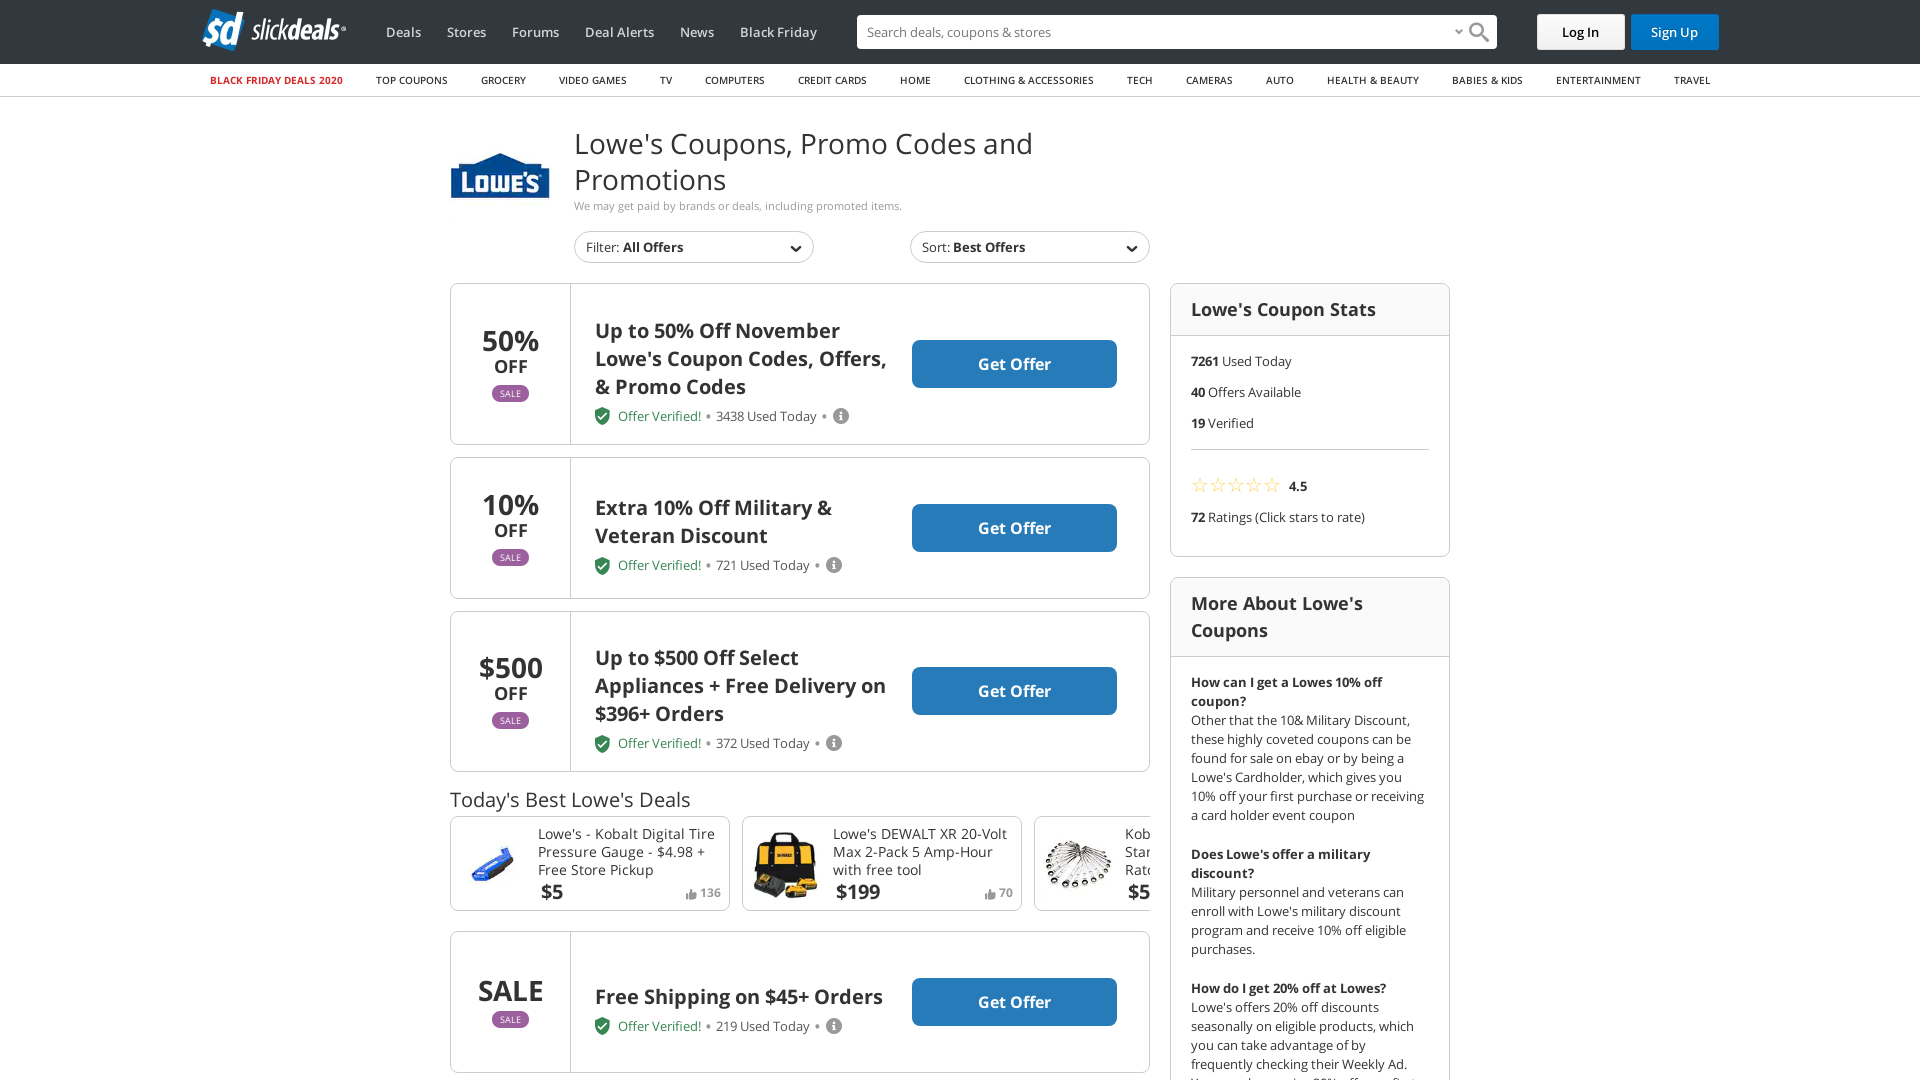 sd slickdeals
Deals Stores Forums Deal Alerts News Black Friday
Search deals, coupons & stores
Log In Sign Up
BLACK FRIDAY DEALS 2020 TOP COUPONS GROCERY VIDEO GAMES TV COMPUTERS CREDIT CARDS HOME CLOTHING & ACCESSORIES TECH CAMERAS AUTO HEALTH & BEAUTY BABIES & KIDS ENTERTAINMENT TRAVEL
LOWE'S
Lowe's Coupons, Promo Codes and
Promotions
We may get paid by brands or deals, including promoted items.
Filter: All Offers
Sort: Best Offers
50%
OFF
SALE
Up to 50% Off November
Lowe's Coupon Codes, Offers,
& Promo Codes
Offer Verified! • 3438 Used Today •
Get Offer
10%
OFF
SALE
Extra 10% Off Military &
Veteran Discount
Offer Verified! • 721 Used Today •
Get Offer
$500
OFF
SALE
Up to $500 Off Select
Appliances + Free Delivery on
$396+ Orders
Offer Verified! • 372 Used Today •
Get Offer
Today's Best Lowe's Deals
Lowe's - Kobalt Digital Tire
Pressure Gauge - $4.98 +
Free Store Pickup
$5
136
Lowe's DEWALT XR 20-Volt
Max 2-Pack 5 Amp-Hour
with free tool
$199
70
Kob
Stan
Ratc
$5
SALE
SALE
Free Shipping on $45+ Orders
Offer Verified! • 219 Used Today •
Get Offer
Lowe's Coupon Stats
7261 Used Today
40 Offers Available
19 Verified
4.5
72 Ratings (Click stars to rate)
More About Lowe's
Coupons
How can I get a Lowes 10% off
coupon?
Other that the 10& Military Discount,
these highly coveted coupons can be
found for sale on ebay or by being a
Lowe's Cardholder, which gives you
10% off your first purchase or receiving
a card holder event coupon
Does Lowe's offer a military
discount?
Military personnel and veterans can
enroll with Lowe's military discount
program and receive 10% off eligible
purchases.
How do I get 20% off at Lowes?
Lowe's offers 20% off discounts
seasonally on eligible products, which
you can take advantage of by
frequently checking their Weekly Ad.